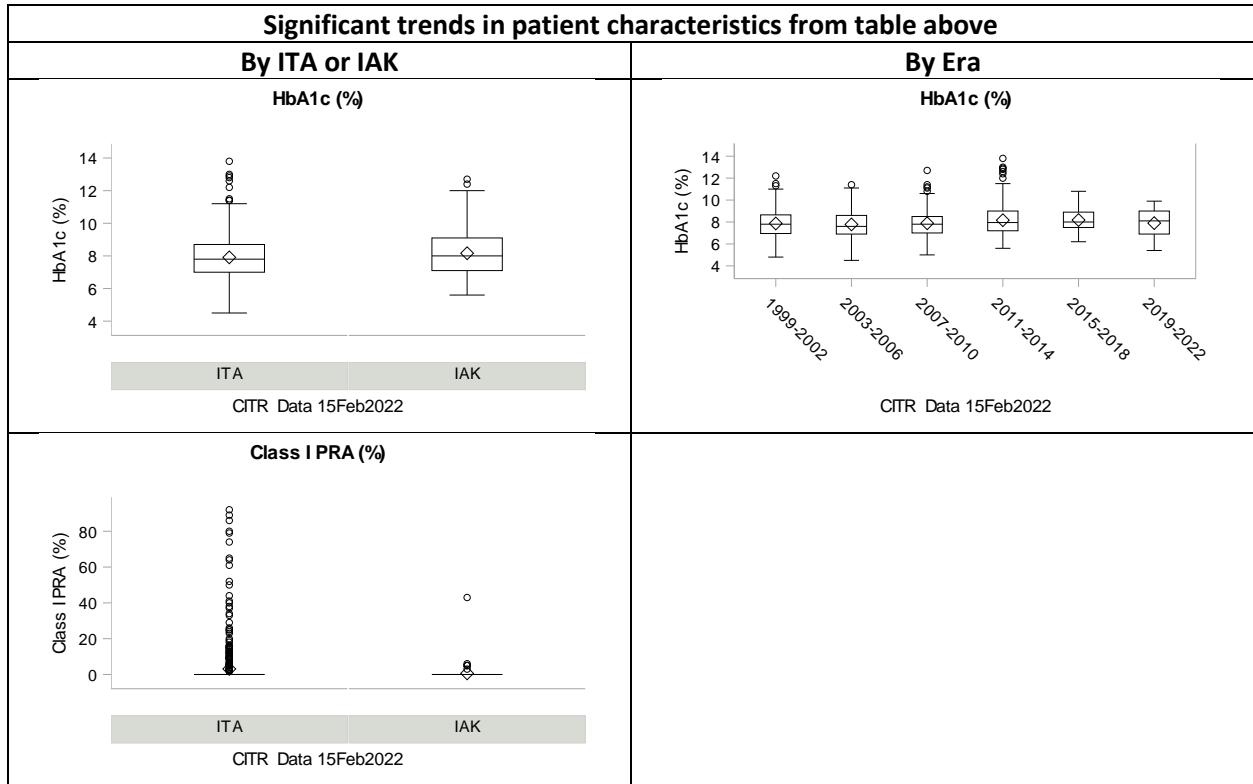 Significant trends in patient characteristics from table above
By ITA or IAK
By Era
HbA1c (%)
HbA1c (%)
14
12
10
8
6
4
ITA
IAK
CITR Data 15Feb2022
HbA1c (%)
HbA1c (%)
14
12
10
8
6
4
1999-2002
2003-2006
2007-2010
2011-2014
2015-2018
2019-2022
CITR Data 15Feb2022
Class I PRA (%)
Class I PRA (%)
80
60
40
20
0
ITA
IAK
CITR Data 15Feb2022